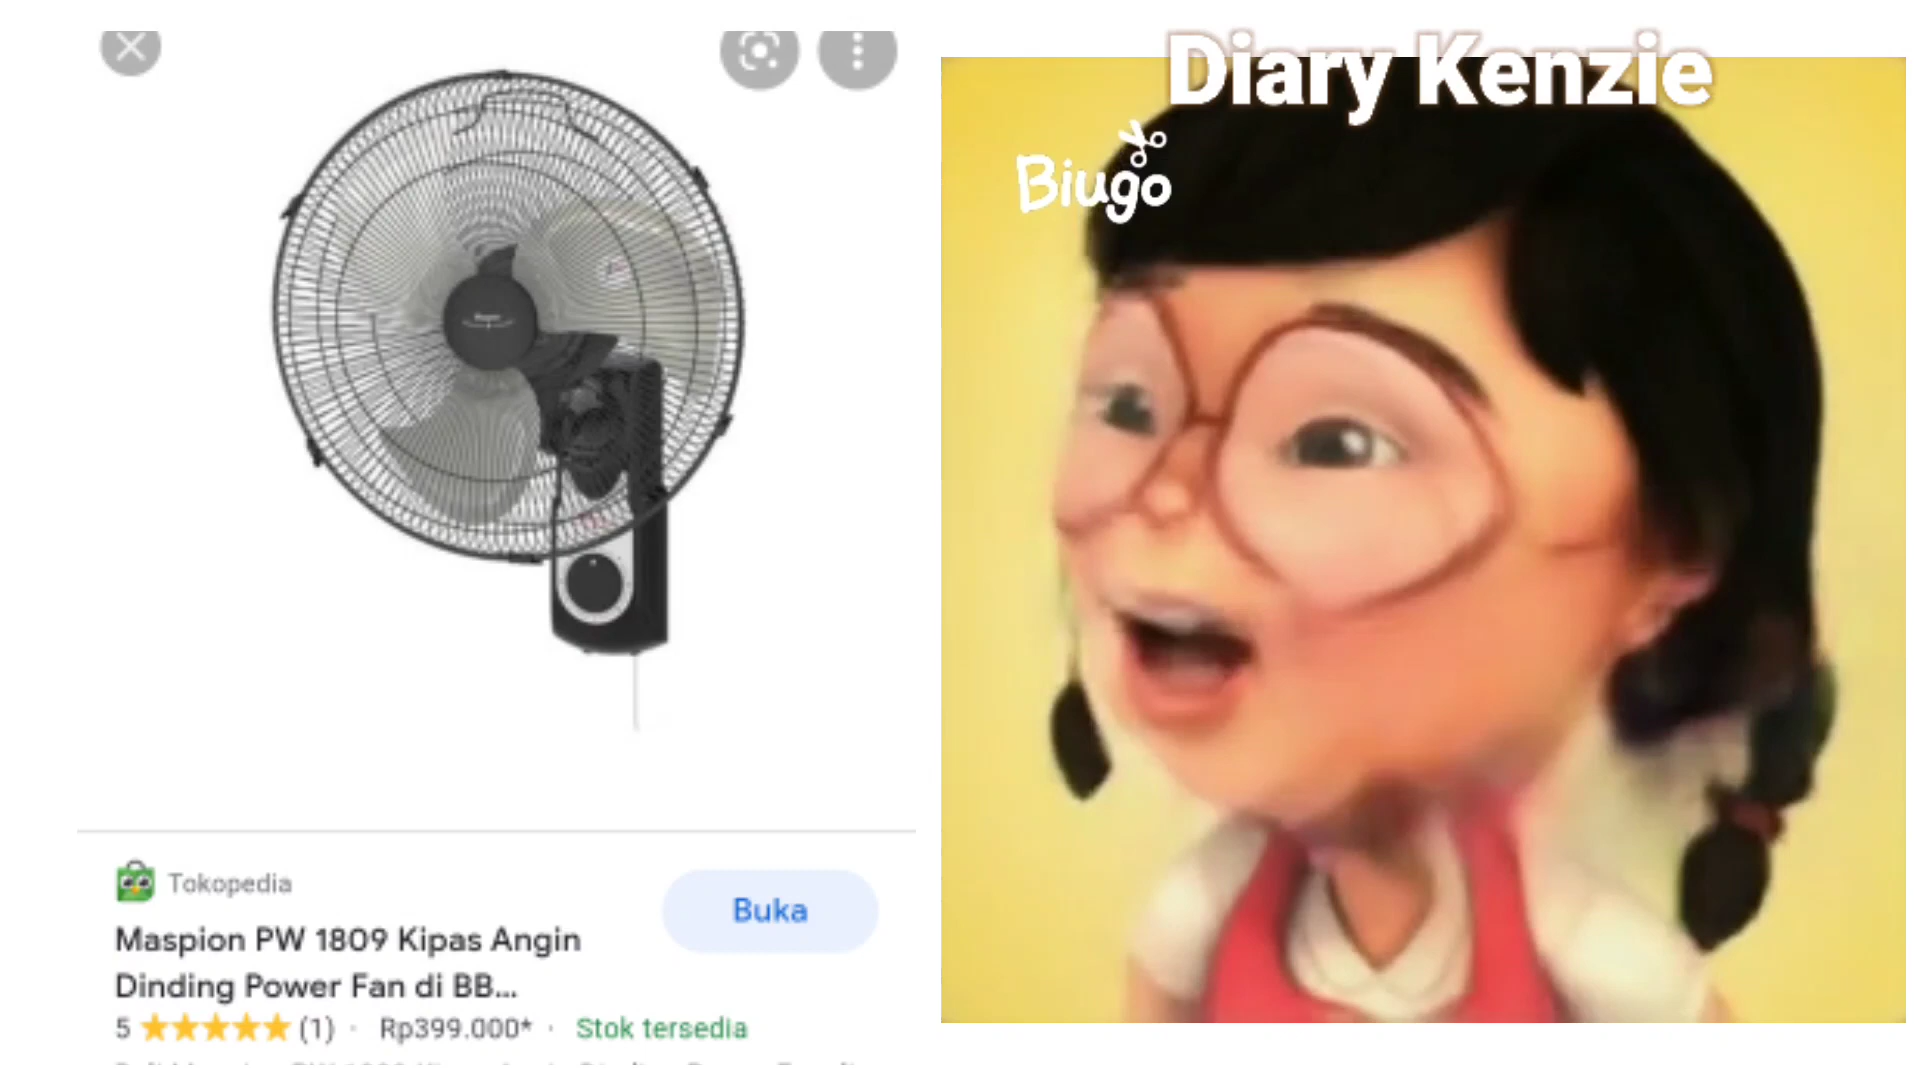 Tokopedia
Buka
Maspion PW 1809 Kipas Angin
Dinding Power Fan di BB...
5 (1) · Rp399.000* · Stok tersedia
Diary Kenzie
Biugo